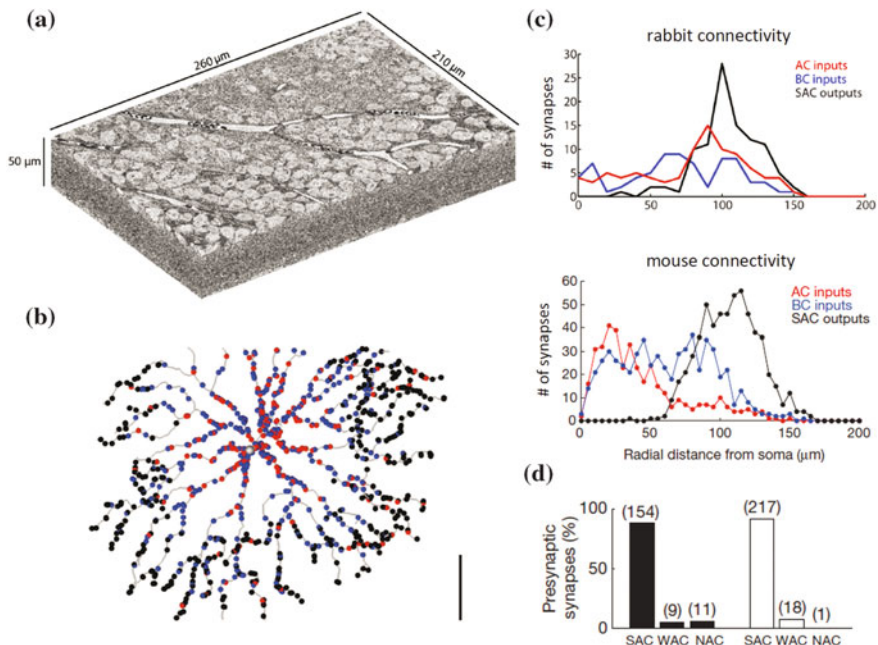 (a)
260 µm
210 µm
50 µm
(b)
(c)
rabbit connectivity
AC inputs
BC inputs
SAC outputs
# of synapses
30
25
20
15
10
5
0
0 50 100 150 200
mouse connectivity
AC inputs
BC inputs
SAC outputs
# of synapses
60
50
40
30
20
10
0
0 50 100 150 200
Radial distance from soma (µm)
(d)
Presynaptic
synapses (%)
100
50
0
(154) (9) (11) (217) (18) (1)
SAC WAC NAC SAC WAC NAC